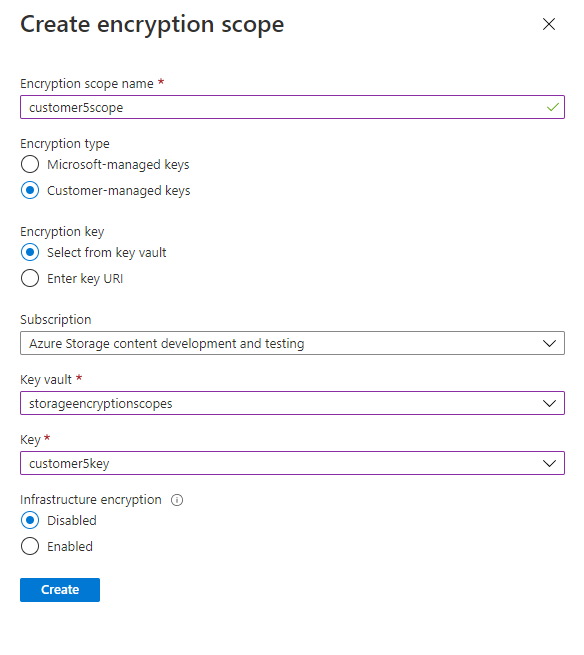 Create encryption scope
Encryption scope name *
customer5scope
Encryption type
Microsoft-managed keys
Customer-managed keys
Encryption key
Select from key vault
Enter key URI
Subscription
Azure Storage content development and testing
Key vault *
storageencryptionscopes
Key *
customer5key
Infrastructure encryption
Disabled
Enabled
Create